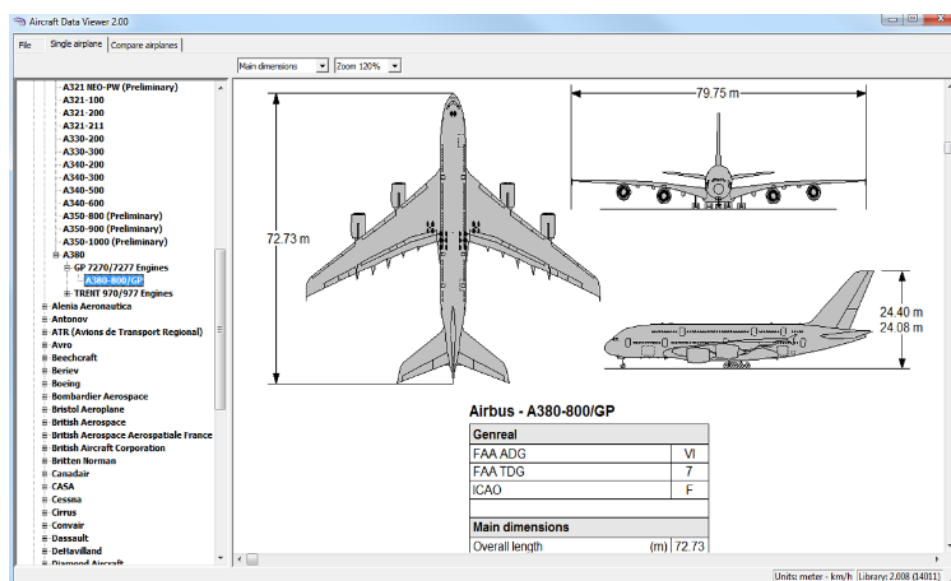 Aircraft Data Viewer 2.00
File Single airplane Compare airplanes
Main dimensions Zoom 120%
A321 NEO-PW (Preliminary)
A321-100
A321-200
A321-211
A330-200
A330-300
A340-200
A340-300
A340-500
A340-600
A350-800 (Preliminary)
A350-900 (Preliminary)
A350-1000 (Preliminary)
A380
GP 7270/7277 Engines
A380-800/GP
TRENT 970/977 Engines
Alenia Aeronautica
Antonov
ATR (Avions de Transport Regional)
Avro
Beechcraft
Beriev
Boeing
Bombardier Aerospace
Bristol Aeroplane
British Aerospace
British Aerospace Aerospatiale France
British Aircraft Corporation
Britten Norman
Canadair
CASA
Cessna
Cirrus
Convair
Dassault
DeHavilland
Diamond Aircraft
72.73 m
79.75 m
24.40 m
24.08 m
Airbus - A380-800/GP
Genreal
FAA ADG VI
FAA TDG 7
ICAO F
Main dimensions
Overall length (m) 72.73
Units: meter - km/h Library: 2.008 (14011)